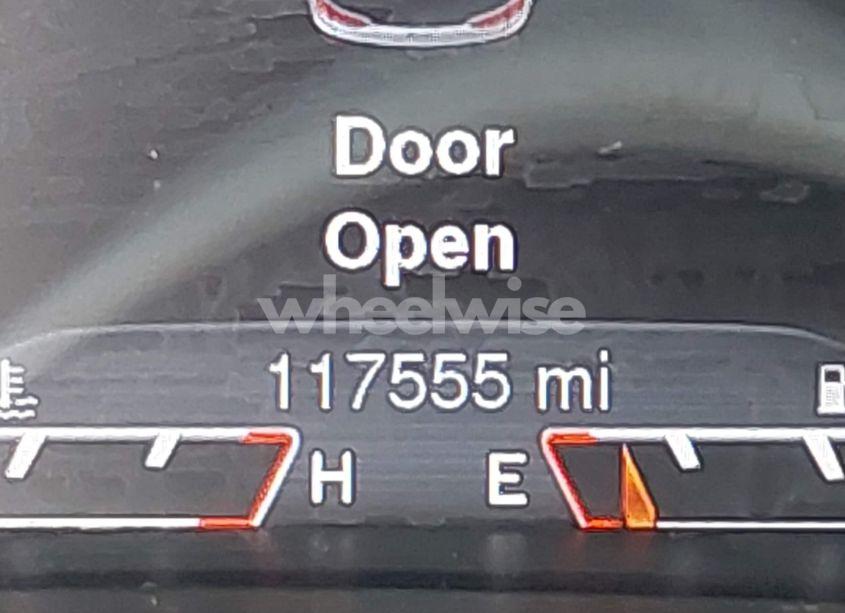 Door
Open
wheelwise
117555 mi
H E